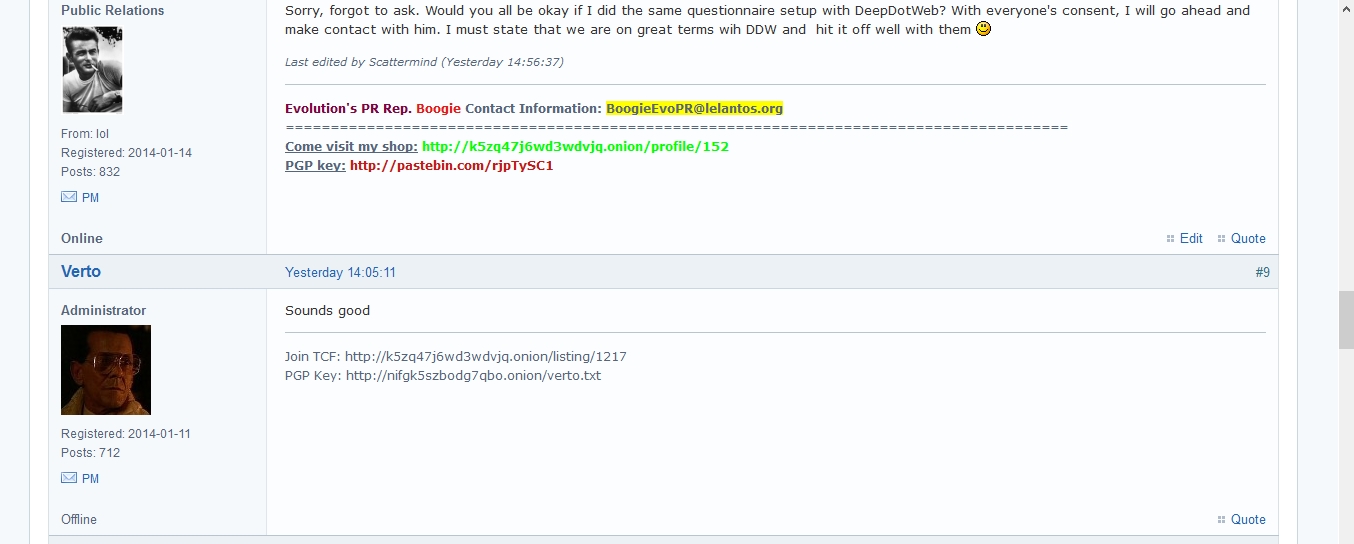 Public Relations
From: lol
Registered: 2014-01-14
Posts: 832
PM
Online
Sorry, forgot to ask. Would you all be okay if I did the same questionnaire setup with DeepDotWeb? With everyone's consent, I will go ahead and
make contact with him. I must state that we are on great terms wih DDW and  hit it off well with them
Last edited by Scattermind (Yesterday 14:56:37)
Evolution's PR Rep. Boogie Contact Information: BoogieEvoPR@lelantos.org
=======================================================================================
Come visit my shop: http://k5zq47j6wd3wdvjq.onion/profile/152
PGP key: http://pastebin.com/rjpTySC1
Edit Quote
Verto Yesterday 14:05:11 #9
Administrator
Registered: 2014-01-11
Posts: 712
PM
Offline
Sounds good
Join TCF: http://k5zq47j6wd3wdvjq.onion/listing/1217
PGP Key: http://nifgk5szbodg7qbo.onion/verto.txt
Quote